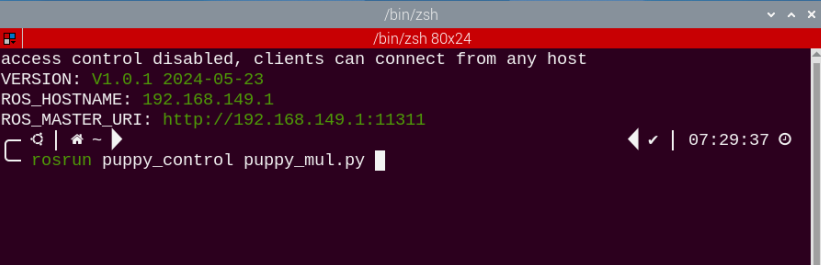 /bin/zsh
/bin/zsh 80x24
access control disabled, clients can connect from any host
VERSION: V1.0.1 2024-05-23
ROS_HOSTNAME: 192.168.149.1
ROS_MASTER_URI: http://192.168.149.1:11311
~ ✔ 07:29:37
rosrun puppy_control puppy_mul.py